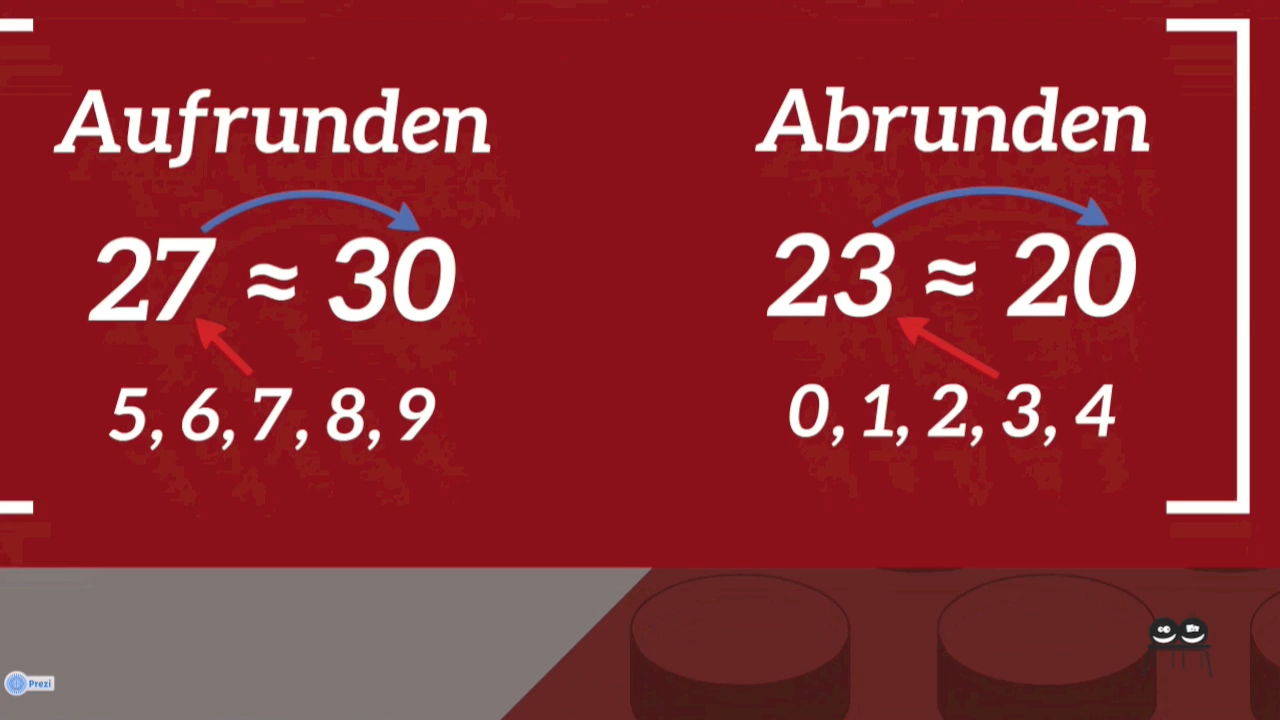 Aufrunden
27 ≈ 30
5, 6, 7, 8, 9
Abrunden
23 ≈ 20
0, 1, 2, 3, 4
Prezi